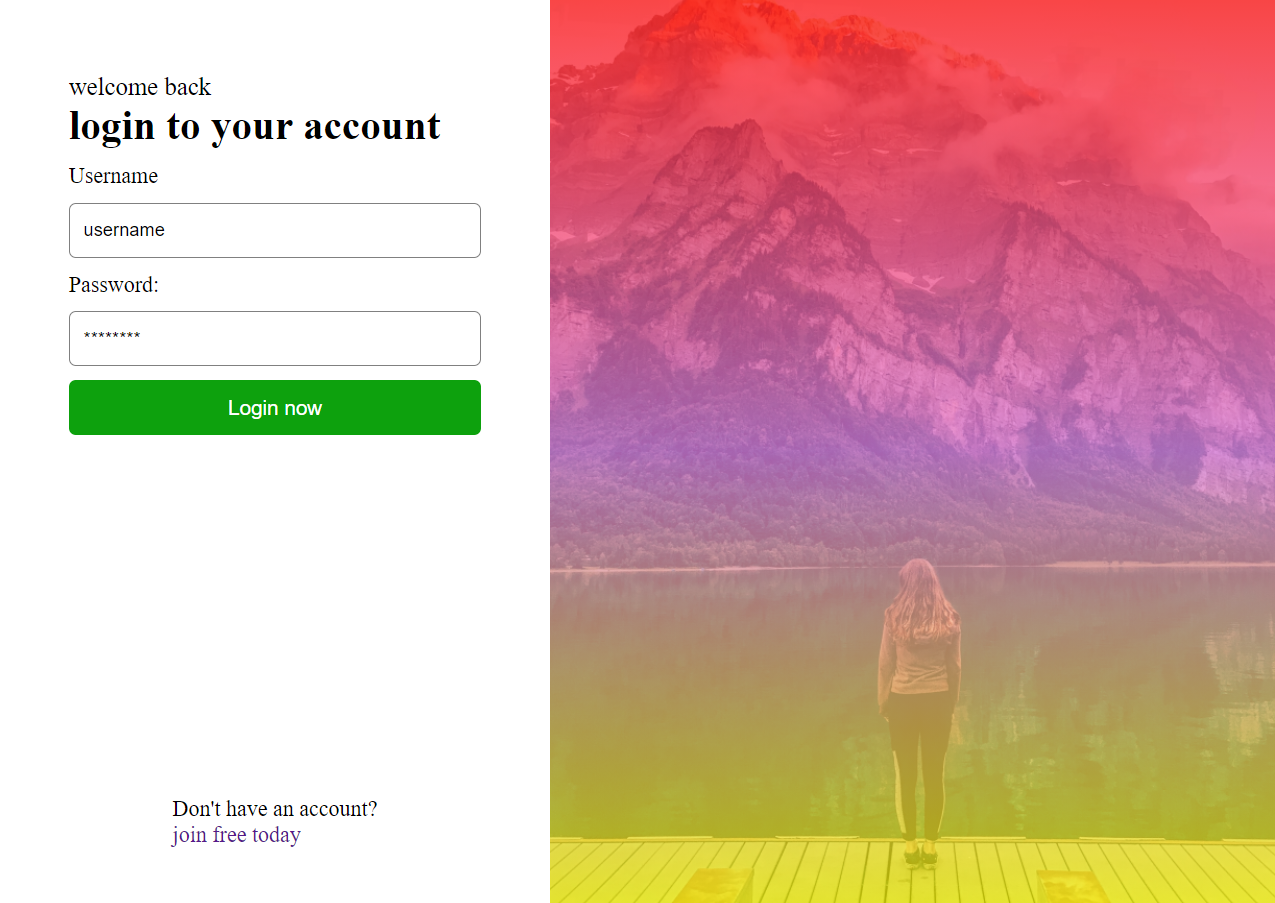 welcome back
login to your account
Username
username
Password:
********
Login now
Don't have an account?
join free today